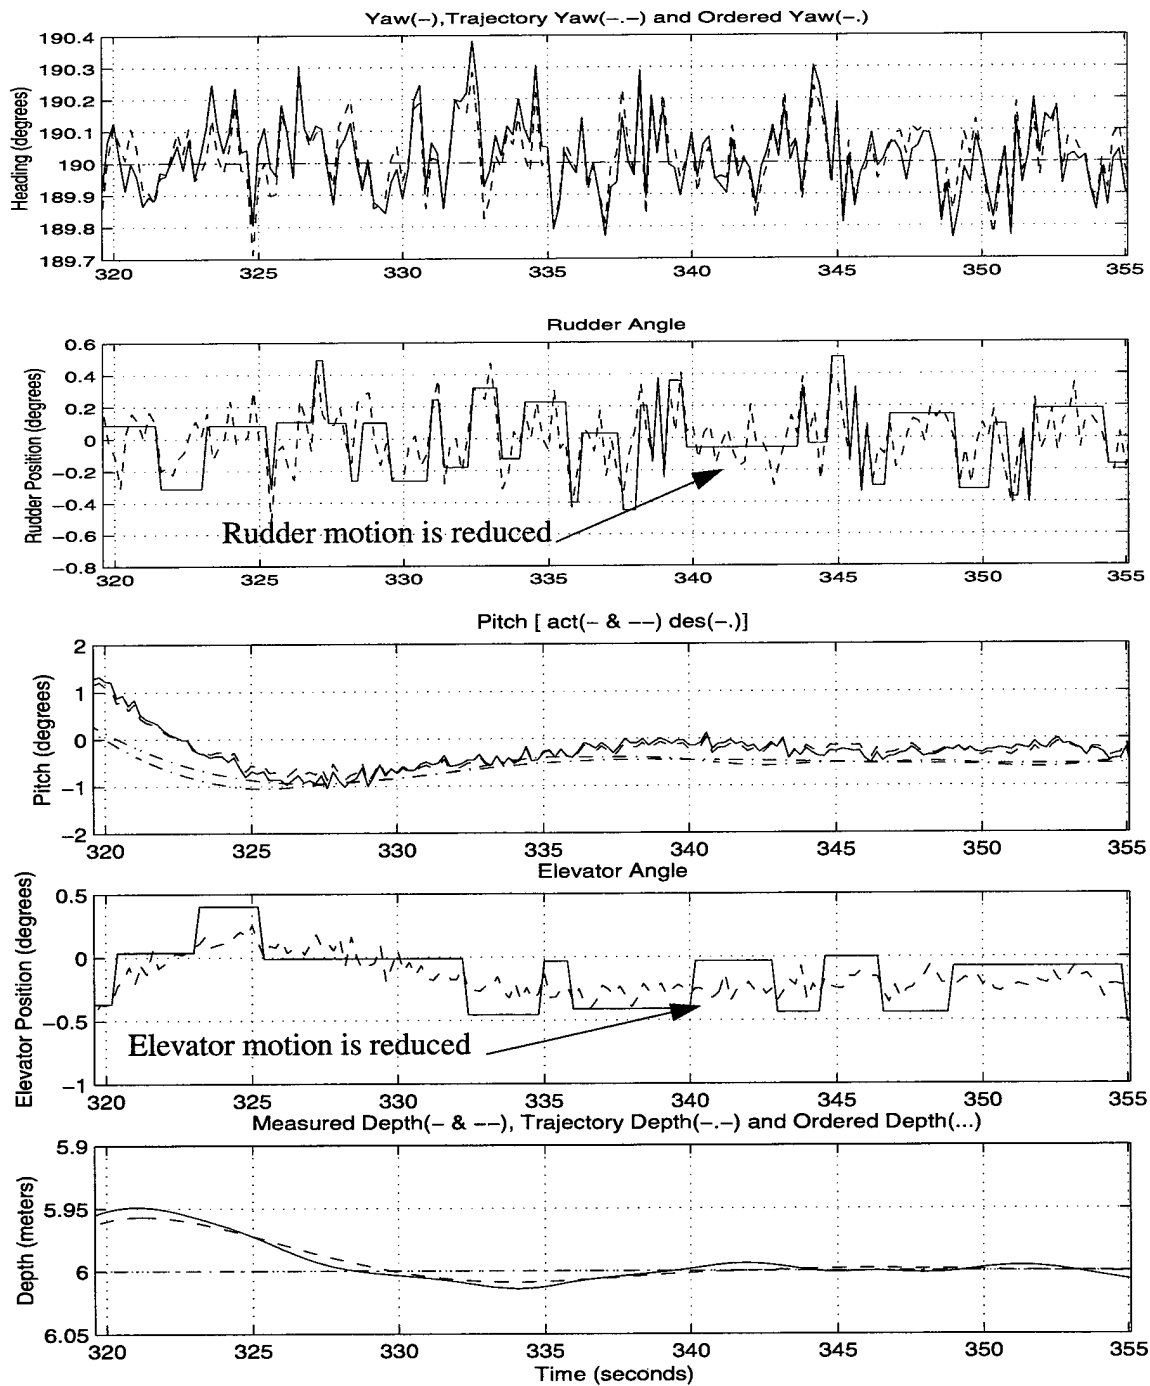 Yaw(−),Trajectory Yaw(−.−) and Ordered Yaw(−.)
Heading (degrees)
190.4
190.3
190.2
190.1
190
189.9
189.8
189.7
320 325 330 335 340 345 350 355
Rudder Angle
Rudder Position (degrees)
0.6
0.4
0.2
0
−0.2
−0.4
−0.6
−0.8
Rudder motion is reduced
320 325 330 335 340 345 350 355
Pitch [ act(− & −−) des(−.)]
Pitch (degrees)
2
1
0
−1
−2
320 325 330 335 340 345 350 355
Elevator Angle
Elevator Position (degrees)
0.5
0
−0.5
−1
Elevator motion is reduced
320 325 330 335 340 345 350 355
Measured Depth(− & −−), Trajectory Depth(−.−) and Ordered Depth(...)
Depth (meters)
5.9
5.95
6
6.05
320 325 330 335 340 345 350 355
Time (seconds)